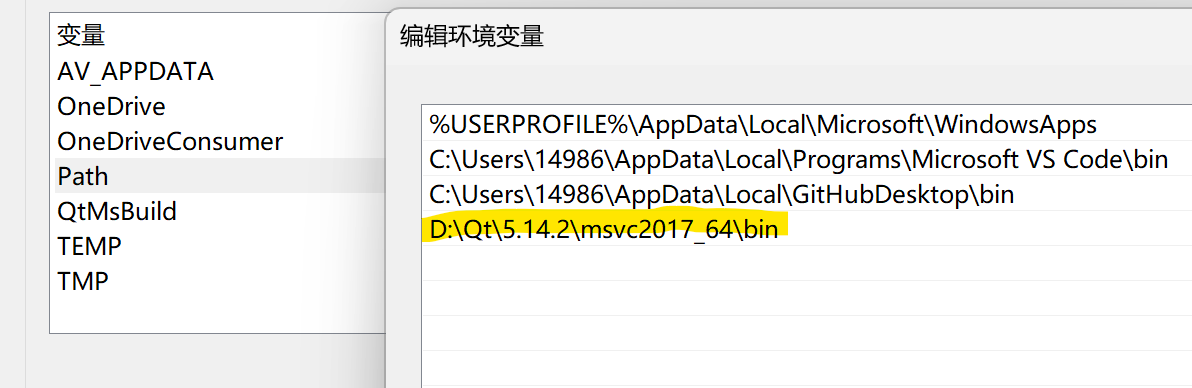 变量
AV_APPDATA
OneDrive
OneDriveConsumer
Path
QtMsBuild
TEMP
TMP
编辑环境变量
%USERPROFILE%\AppData\Local\Microsoft\WindowsApps
C:\Users\14986\AppData\Local\Programs\Microsoft VS Code\bin
C:\Users\14986\AppData\Local\GitHubDesktop\bin
D:\Qt\5.14.2\msvc2017_64\bin